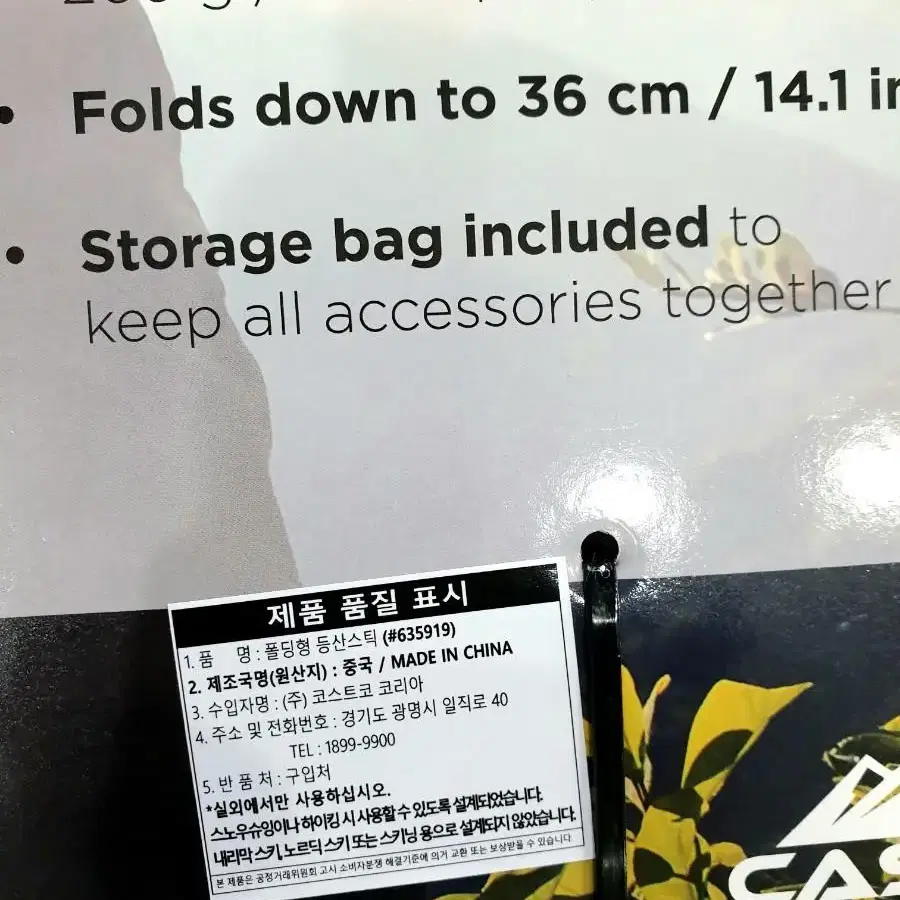 • Folds down to 36 cm / 14.1 in
• Storage bag included to
keep all accessories together
제품 품질 표시
1. 품 명 : 폴딩형 등산스틱 (#635919)
2. 제조국명(원산지) : 중국 / MADE IN CHINA
3. 수입자명 : (주) 코스트코 코리아
4. 주소 및 전화번호 : 경기도 광명시 일직로 40
TEL : 1899-9900
5. 반 품 처 : 구입처
*실외에서만 사용하십시오.
스노우슈잉이나 하이킹 시 사용할 수 있도록 설계되었습니다.
내리막 스키, 노르딕 스키 또는 스키닝 용으로 설계되지 않았습니다.
본 제품은 공정거래위원회 고시 소비자분쟁 해결기준에 의거 교환 또는 보상받을 수 있습니다.
CAS